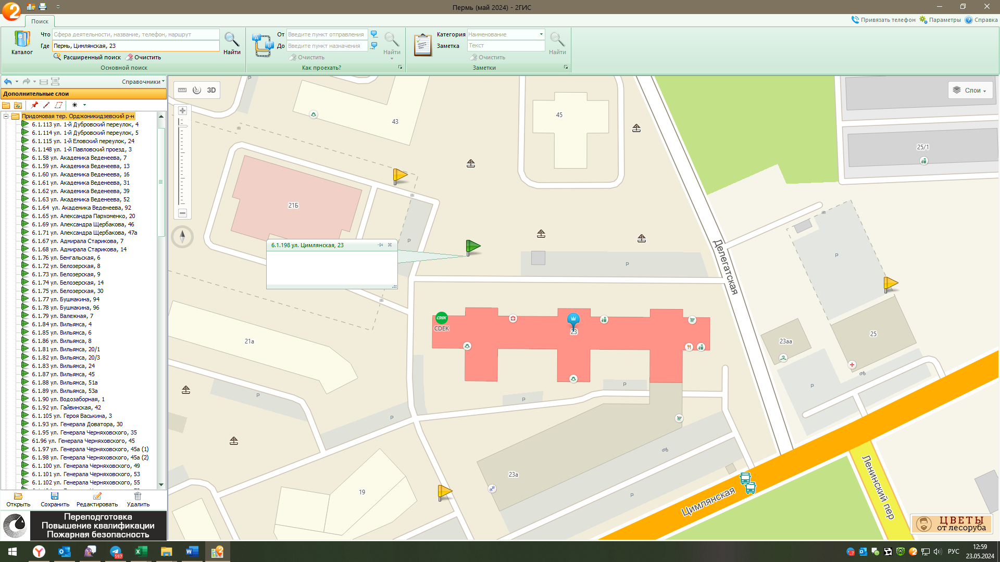 Пермь (май 2024) - 2ГИС
Поиск
Привязать телефон
Параметры
Справка
Каталог
Что
Сфера деятельности, название, телефон, маршрут
Где
Пермь, Цимлянская, 23
Расширенный поиск
Очистить
Найти
Основной поиск
От
Введите пункт отправления
До
Введите пункт назначения
Очистить
Найти
Как проехать?
Категория
Наименование
Заметка
Текст
Очистить
Найти
Заметки
Справочники
Дополнительные слои
Придомовая тер. Орджоникидзевский р-н
6.1.113 ул. 1-й Дубровский переулок, 4
6.1.114 ул. 1-й Дубровский переулок, 5
6.1.115 ул. 1-й Еловский переулок, 24
6.1.148 ул. 1-й Павловский проезд, 3
6.1.58 ул. Академика Веденеева, 7
6.1.59 ул. Академика Веденеева, 13
6.1.60 ул. Академика Веденеева, 16
6.1.61 ул. Академика Веденеева, 31
6.1.62 ул. Академика Веденеева, 39
6.1.63 ул. Академика Веденеева, 52
6.1.64 ул. Академика Веденеева, 92
6.1.65 ул. Александра Пархоменко, 20
6.1.69 ул. Александра Щербакова, 46
6.1.71 ул. Александра Щербакова, 47а
6.1.67 ул. Адмирала Старикова, 7
6.1.68 ул. Адмирала Старикова, 14
6.1.76 ул. Бенгальская, 6
6.1.72 ул. Белозерская, 8
6.1.73 ул. Белозерская, 9
6.1.74 ул. Белозерская, 14
6.1.75 ул. Белозерская, 30
6.1.77 ул. Бушмакина, 94
6.1.78 ул. Бушмакина, 96
6.1.79 ул. Валежная, 7
6.1.84 ул. Вильямса, 4
6.1.85 ул. Вильямса, 6
6.1.86 ул. Вильямса, 8
6.1.81 ул. Вильямса, 20/1
6.1.82 ул. Вильямса, 20/3
6.1.83 ул. Вильямса, 24
6.1.87 ул. Вильямса, 45
6.1.88 ул. Вильямса, 51а
6.1.89 ул. Вильямса, 53а
6.1.90 ул. Водозаборная, 1
6.1.92 ул. Гайвинская, 42
6.1.105 ул. Героя Васькина, 3
6.1.93 ул. Генерала Доватора, 30
6.1.95 ул. Генерала Черняховского, 35
61.96 ул. Генерала Черняховского, 45
6.1.97 ул. Генерала Черняховского, 45а (1)
6.1.98 ул. Генерала Черняховского, 45а (2)
6.1.100 ул. Генерала Черняховского, 49
6.1.101 ул. Генерала Черняховского, 53
6.1.102 ул. Генерала Черняховского, 55
Открыть
Сохранить
Редактировать
Удалить
Переподготовка
Повышение квалификации
Пожарная безопасность
3D
Слои
P
43
45
25/1
21Б
P
6.1.198 ул. Цимлянская, 23
P
P
Делегатская
CDEK
CDEK
23
21а
23аа
25
P
P
P
P
P
23а
19
P
Цимлянская
Ленинский пер
ЦВЕТЫ
от лесоруба
597
РУС
12:59
23.05.2024